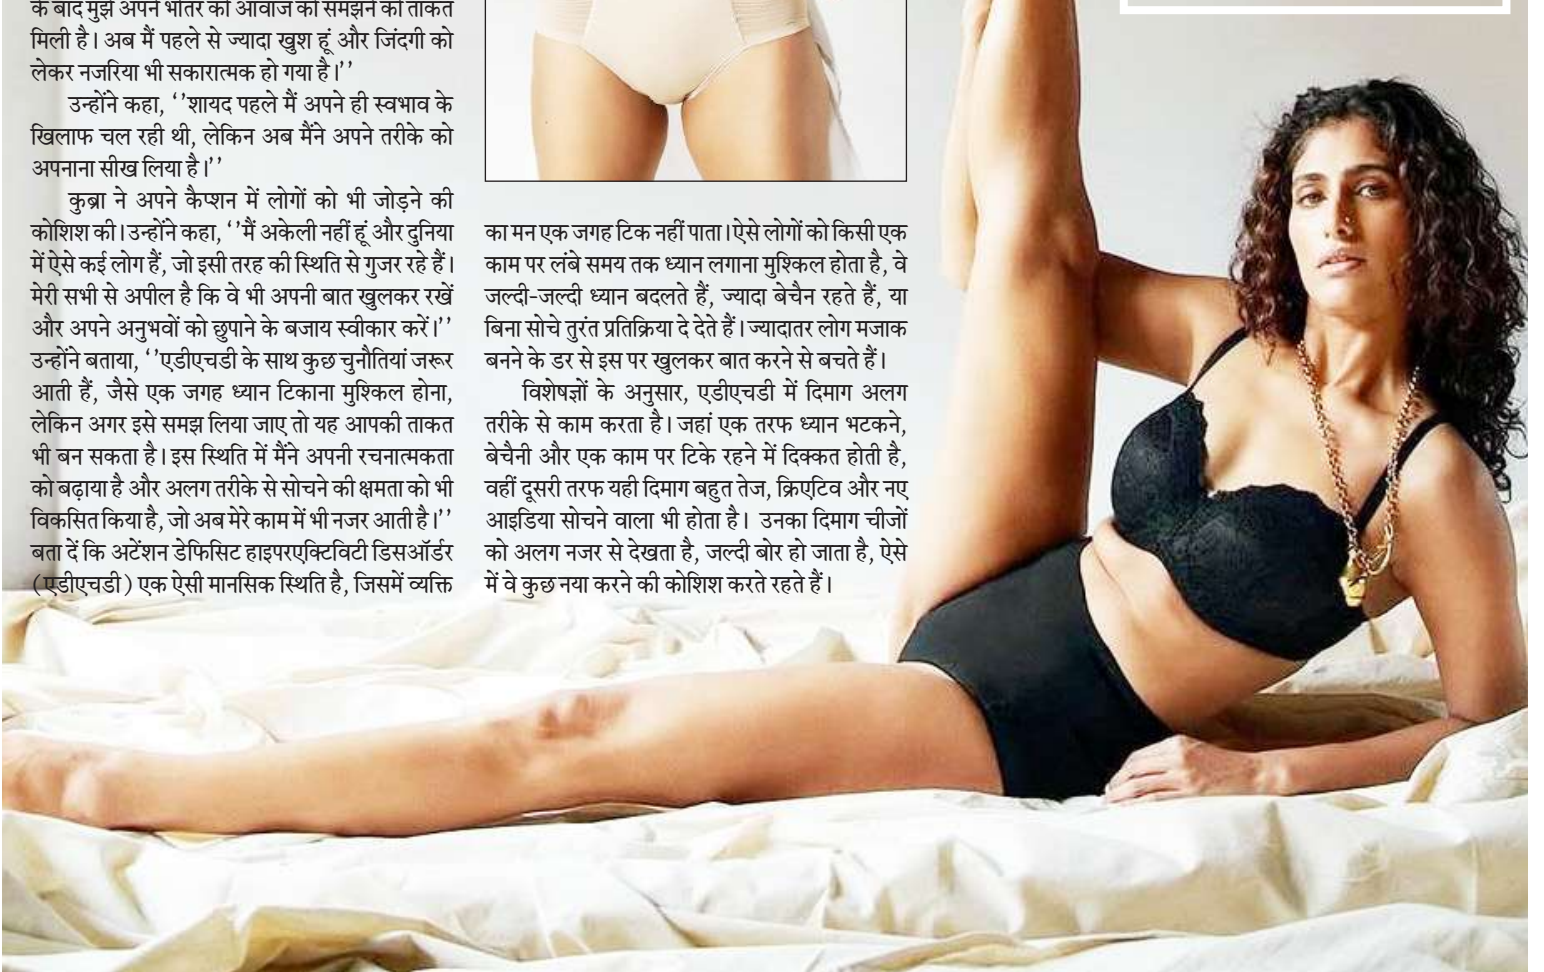 के बाद मुझे अपने भीतर की आवाज को समझने की ताकत
मिली है। अब मैं पहले से ज्यादा खुश हूं और जिंदगी को
लेकर नजरिया भी सकारात्मक हो गया है।''
उन्होंने कहा, ‘’शायद पहले मैं अपने ही स्वभाव के
खिलाफ चल रही थी, लेकिन अब मैंने अपने तरीके को
अपनाना सीख लिया है।’’
कुब्रा ने अपने कैप्शन में लोगों को भी जोड़ने की
कोशिश की। उन्होंने कहा, ‘’मैं अकेली नहीं हूं और दुनिया
में ऐसे कई लोग हैं, जो इसी तरह की स्थिति से गुजर रहे हैं।
मेरी सभी से अपील है कि वे भी अपनी बात खुलकर रखें
और अपने अनुभवों को छुपाने के बजाय स्वीकार करें।’’
उन्होंने बताया, ‘’एडीएचडी के साथ कुछ चुनौतियां जरूर
आती हैं, जैसे एक जगह ध्यान टिकाना मुश्किल होना,
लेकिन अगर इसे समझ लिया जाए तो यह आपकी ताकत
भी बन सकता है। इस स्थिति में मैंने अपनी रचनात्मकता
को बढ़ाया है और अलग तरीके से सोचने की क्षमता को भी
विकसित किया है, जो अब मेरे काम में भी नजर आती है।’’
बता दें कि अटेंशन डेफिसिट हाइपरएक्टिविटी डिसऑर्डर
(एडीएचडी) एक ऐसी मानसिक स्थिति है, जिसमें व्यक्ति
का मन एक जगह टिक नहीं पाता। ऐसे लोगों को किसी एक
काम पर लंबे समय तक ध्यान लगाना मुश्किल होता है, वे
जल्दी-जल्दी ध्यान बदलते हैं, ज्यादा बेचैन रहते हैं, या
बिना सोचे तुरंत प्रतिक्रिया दे देते हैं। ज्यादातर लोग मजाक
बनने के डर से इस पर खुलकर बात करने से बचते हैं।
विशेषज्ञों के अनुसार, एडीएचडी में दिमाग अलग
तरीके से काम करता है। जहां एक तरफ ध्यान भटकने,
बेचैनी और एक काम पर टिके रहने में दिक्कत होती है,
वहीं दूसरी तरफ यही दिमाग बहुत तेज, क्रिएटिव और नए
आइडिया सोचने वाला भी होता है। उनका दिमाग चीजों
को अलग नजर से देखता है, जल्दी बोर हो जाता है, ऐसे
में वे कुछ नया करने की कोशिश करते रहते हैं।